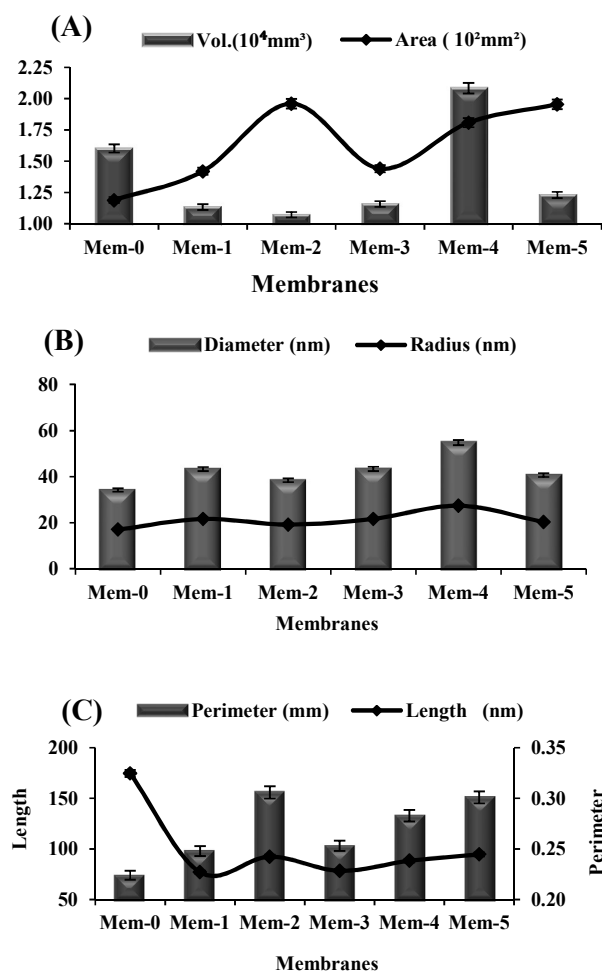 (A)
Vol.(10⁴mm³) Area ( 10²mm²)
2.25
2.00
1.75
1.50
1.25
1.00
Mem-0 Mem-1 Mem-2 Mem-3 Mem-4 Mem-5
Membranes
(B)
Diameter (nm) Radius (nm)
80
60
40
20
0
Mem-0 Mem-1 Mem-2 Mem-3 Mem-4 Mem-5
Membranes
(C)
Perimeter (mm) Length (nm)
200 0.35
150 0.30
100 0.25
50 0.20
Length
Perimeter
Mem-0 Mem-1 Mem-2 Mem-3 Mem-4 Mem-5
Membranes